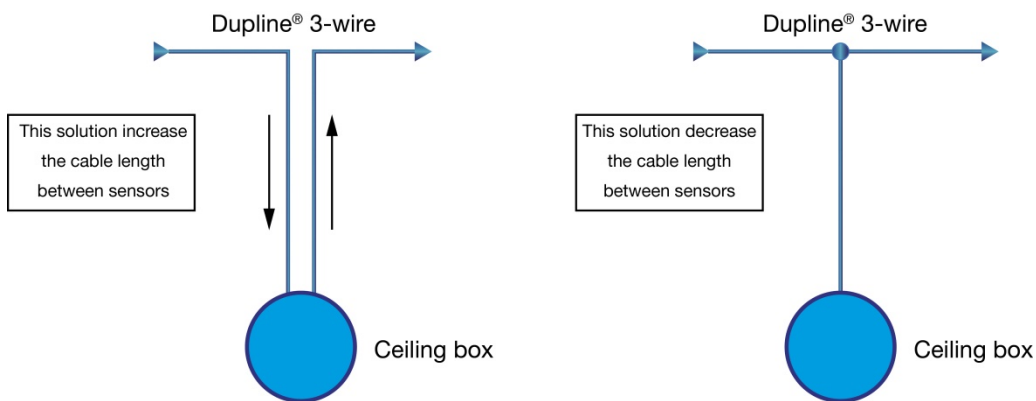 Dupline® 3-wire
This solution increase
the cable length
between sensors
Ceiling box
Dupline® 3-wire
This solution decrease
the cable length
between sensors
Ceiling box